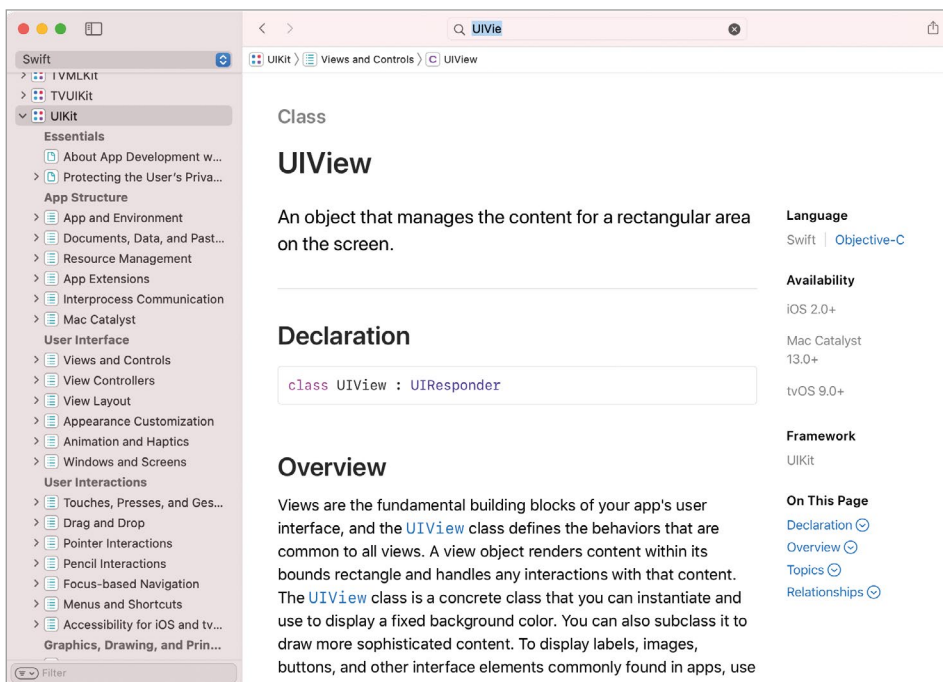 UIVie
Swift
UIKit
Views and Controls
C UIView
TVMLKit
TVUIKit
UIKit
Essentials
About App Development w...
Protecting the User's Priva...
App Structure
App and Environment
Documents, Data, and Past...
Resource Management
App Extensions
Interprocess Communication
Mac Catalyst
User Interface
Views and Controls
View Controllers
View Layout
Appearance Customization
Animation and Haptics
Windows and Screens
User Interactions
Touches, Presses, and Ges...
Drag and Drop
Pointer Interactions
Pencil Interactions
Focus-based Navigation
Menus and Shortcuts
Accessibility for iOS and tv...
Graphics, Drawing, and Prin...
Filter
Class
UIView
An object that manages the content for a rectangular area
on the screen.
Declaration
class UIView : UIResponder
Overview
Views are the fundamental building blocks of your app's user
interface, and the UIView class defines the behaviors that are
common to all views. A view object renders content within its
bounds rectangle and handles any interactions with that content.
The UIView class is a concrete class that you can instantiate and
use to display a fixed background color. You can also subclass it to
draw more sophisticated content. To display labels, images,
buttons, and other interface elements commonly found in apps, use
Language
Swift | Objective-C
Availability
iOS 2.0+
Mac Catalyst
13.0+
tvOS 9.0+
Framework
UIKit
On This Page
Declaration
Overview
Topics
Relationships